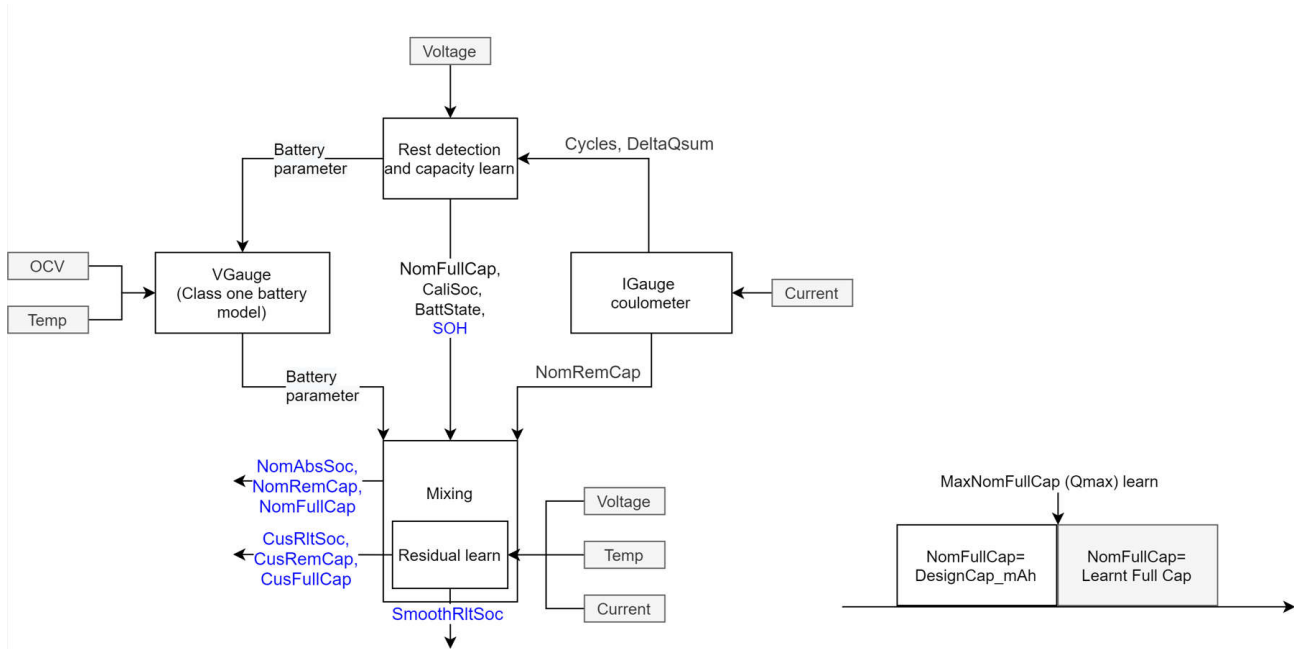 Voltage
Rest detection
and capacity learn
Cycles, DeltaQsum
Battery
parameter
OCV
Temp
VGauge
(Class one battery
model)
NomFullCap,
CaliSoc,
BattState,
SOH
IGauge
coulometer
Current
Battery
parameter
NomRemCap
NomAbsSoc,
NomRemCap,
NomFullCap
Mixing
CusRltSoc,
CusRemCap,
CusFullCap
Residual learn
Voltage
Temp
Current
SmoothRltSoc
MaxNomFullCap (Qmax) learn
NomFullCap=
DesignCap_mAh
NomFullCap=
Learnt Full Cap